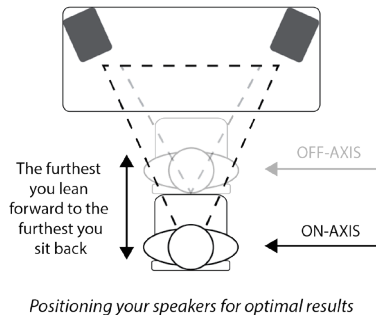 OFF-AXIS
The furthest
you lean
forward to the
furthest you
sit back
ON-AXIS
Positioning your speakers for optimal results